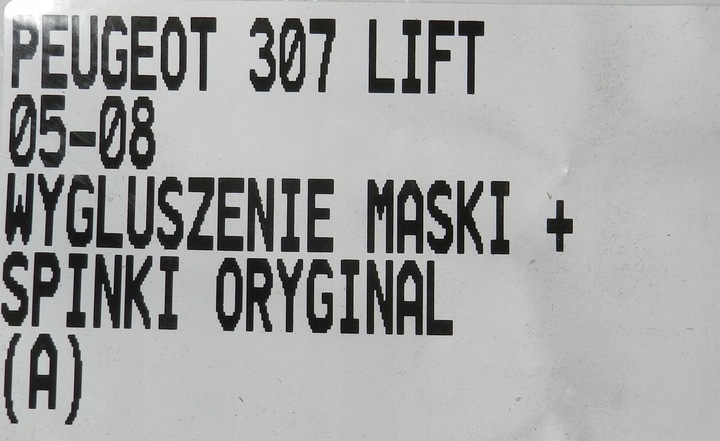 PEUGEOT 307 LIFT
05-08
WYGLUSZENIE MASKI +
SPINKI ORYGINAL
(A)